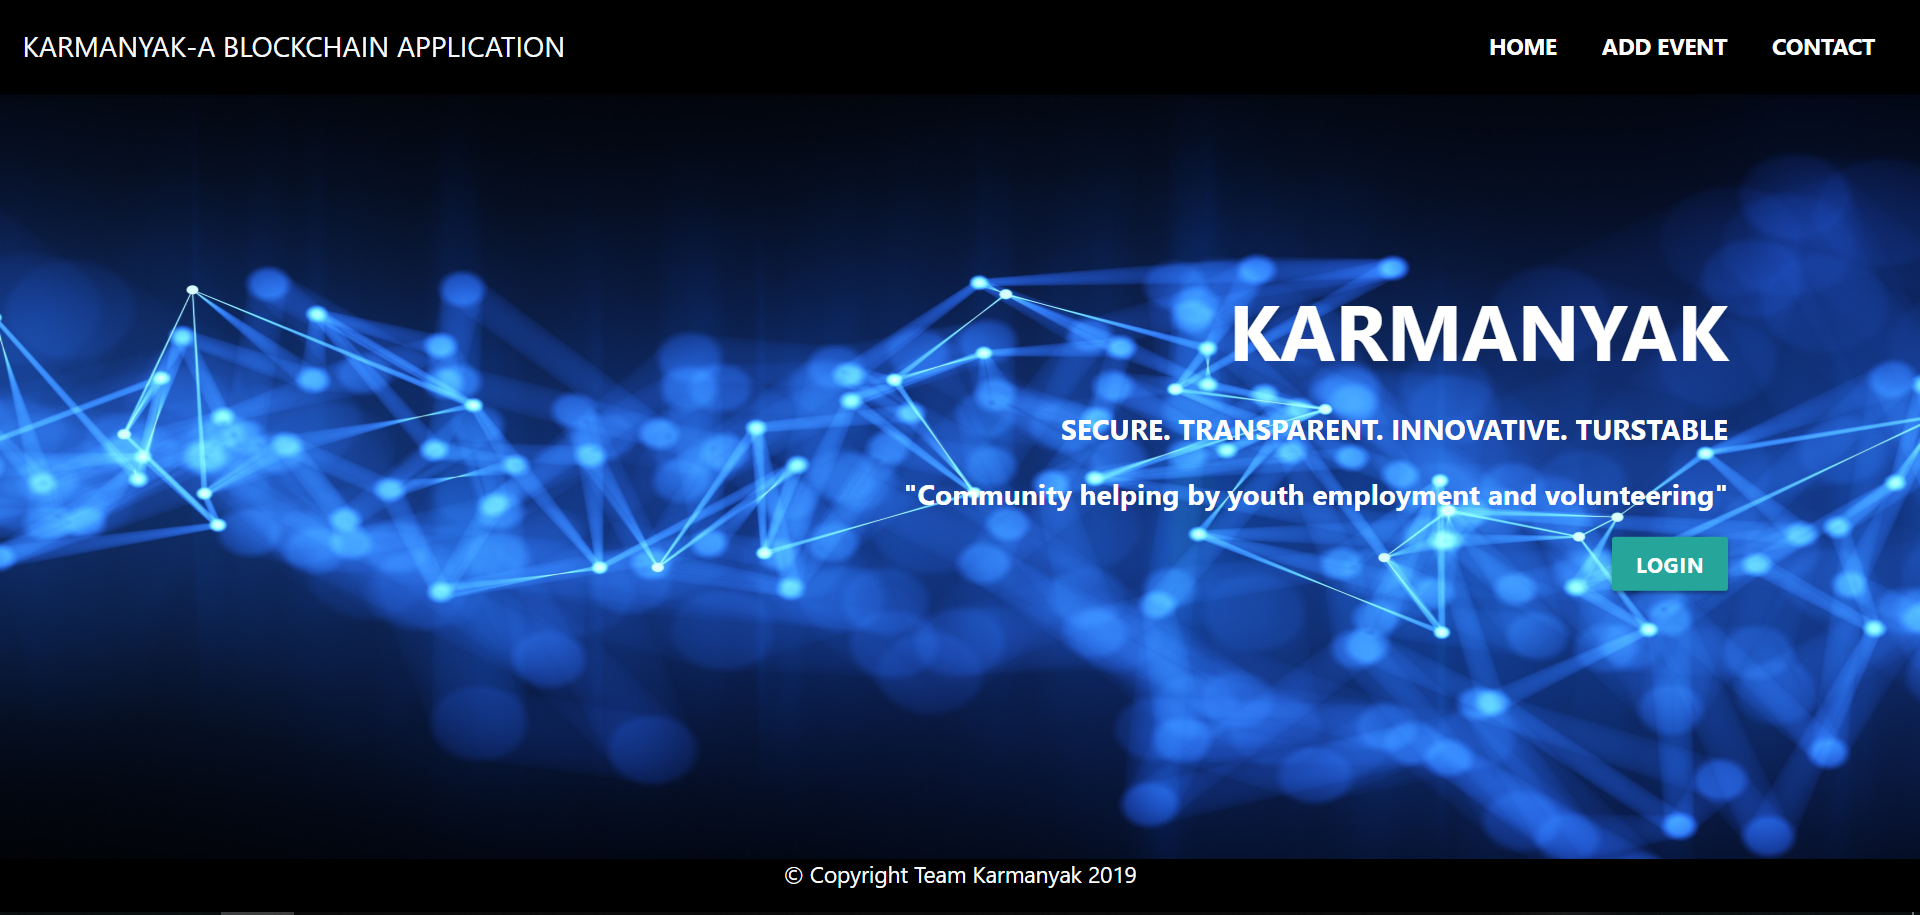 KARMANYAK-A BLOCKCHAIN APPLICATION
HOME ADD EVENT CONTACT
KARMANYAK
SECURE. TRANSPARENT. INNOVATIVE. TURSTABLE
"Community helping by youth employment and volunteering"
LOGIN
© Copyright Team Karmanyak 2019